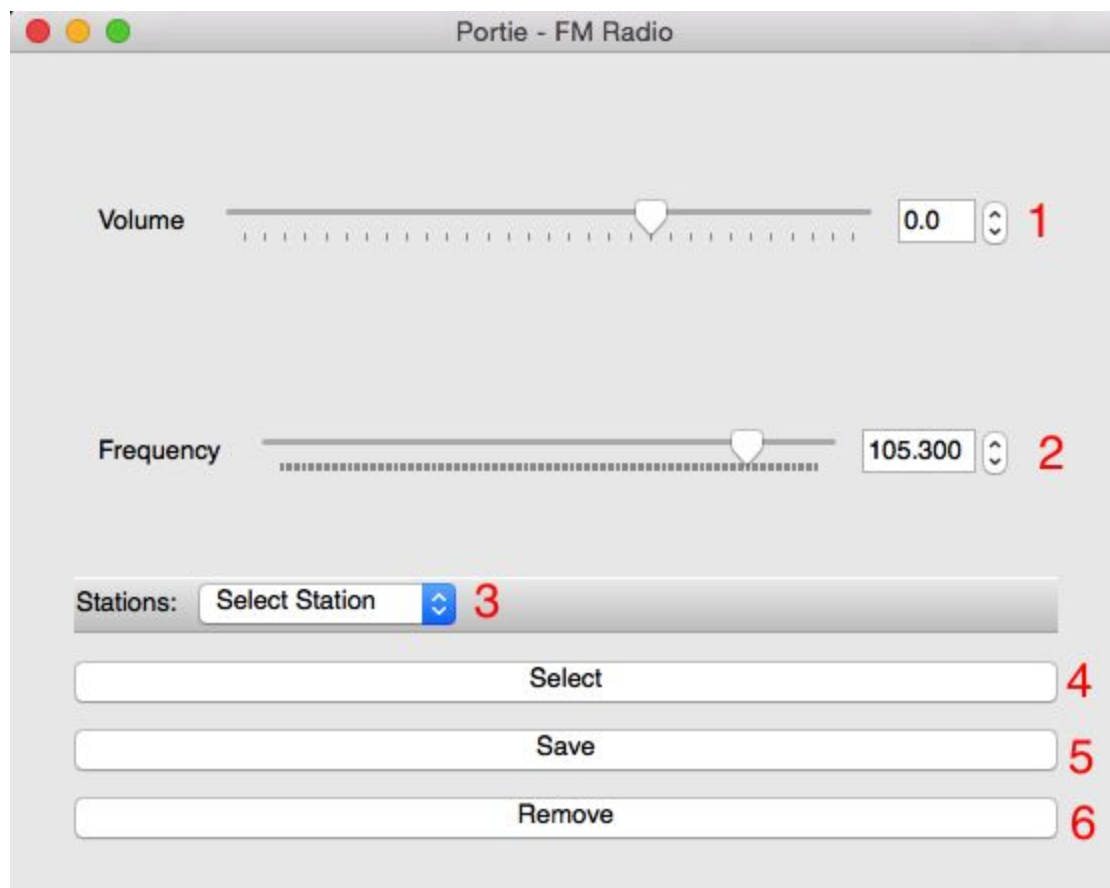 Portie - FM Radio
Volume 0.0 1
Frequency 105.300 2
Stations: Select Station 3
Select 4
Save 5
Remove 6